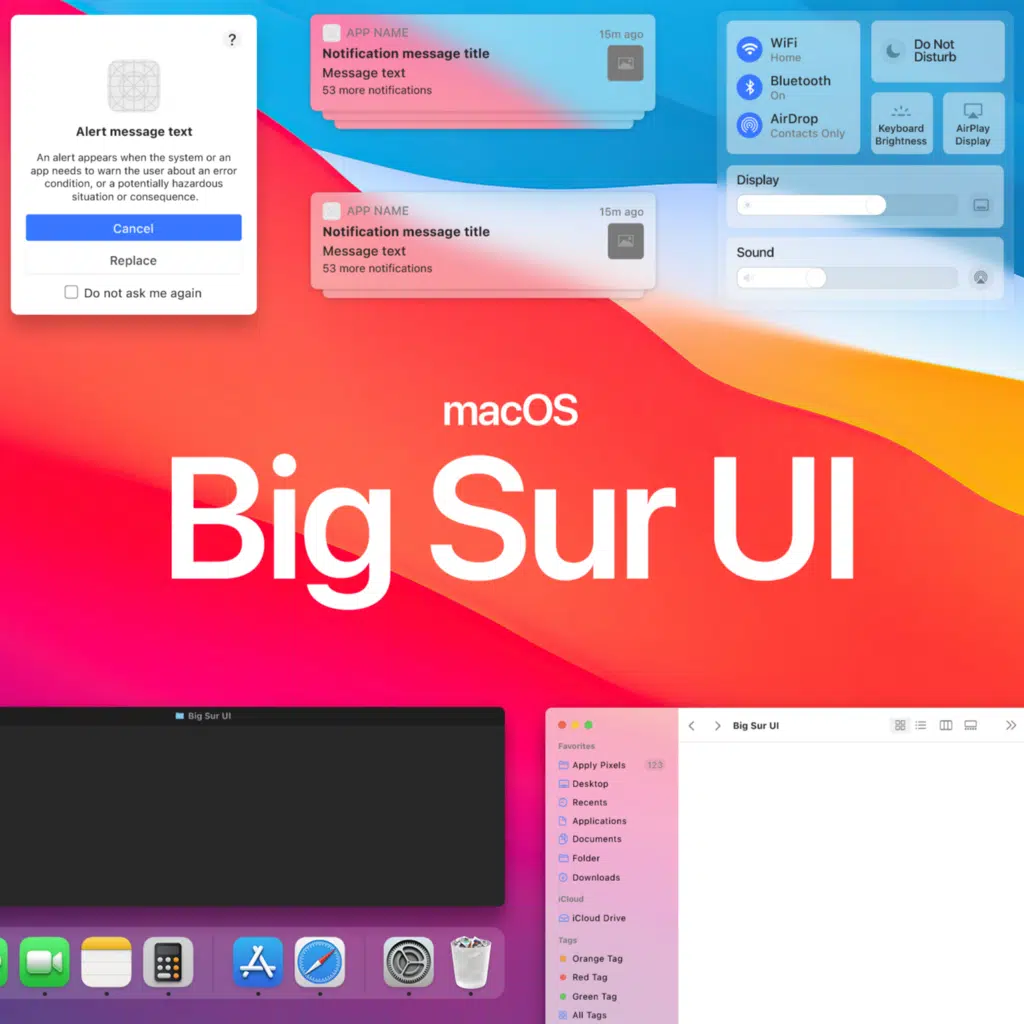 ?
Alert message text
An alert appears when the system or an
app needs to warn the user about an error
condition, or a potentially hazardous
situation or consequence.
Cancel
Replace
Do not ask me again
APP NAME
15m ago
Notification message title
Message text
53 more notifications
APP NAME
15m ago
Notification message title
Message text
53 more notifications
WiFi
Home
Bluetooth
On
AirDrop
Contacts Only
Do Not
Disturb
Keyboard
Brightness
AirPlay
Display
Display
Sound
macOS
Big Sur UI
Big Sur UI
Favorites
Apply Pixels 123
Desktop
Recents
Applications
Documents
Folder
Downloads
iCloud
iCloud Drive
Tags
Orange Tag
Red Tag
Green Tag
All Tags
Big Sur UI